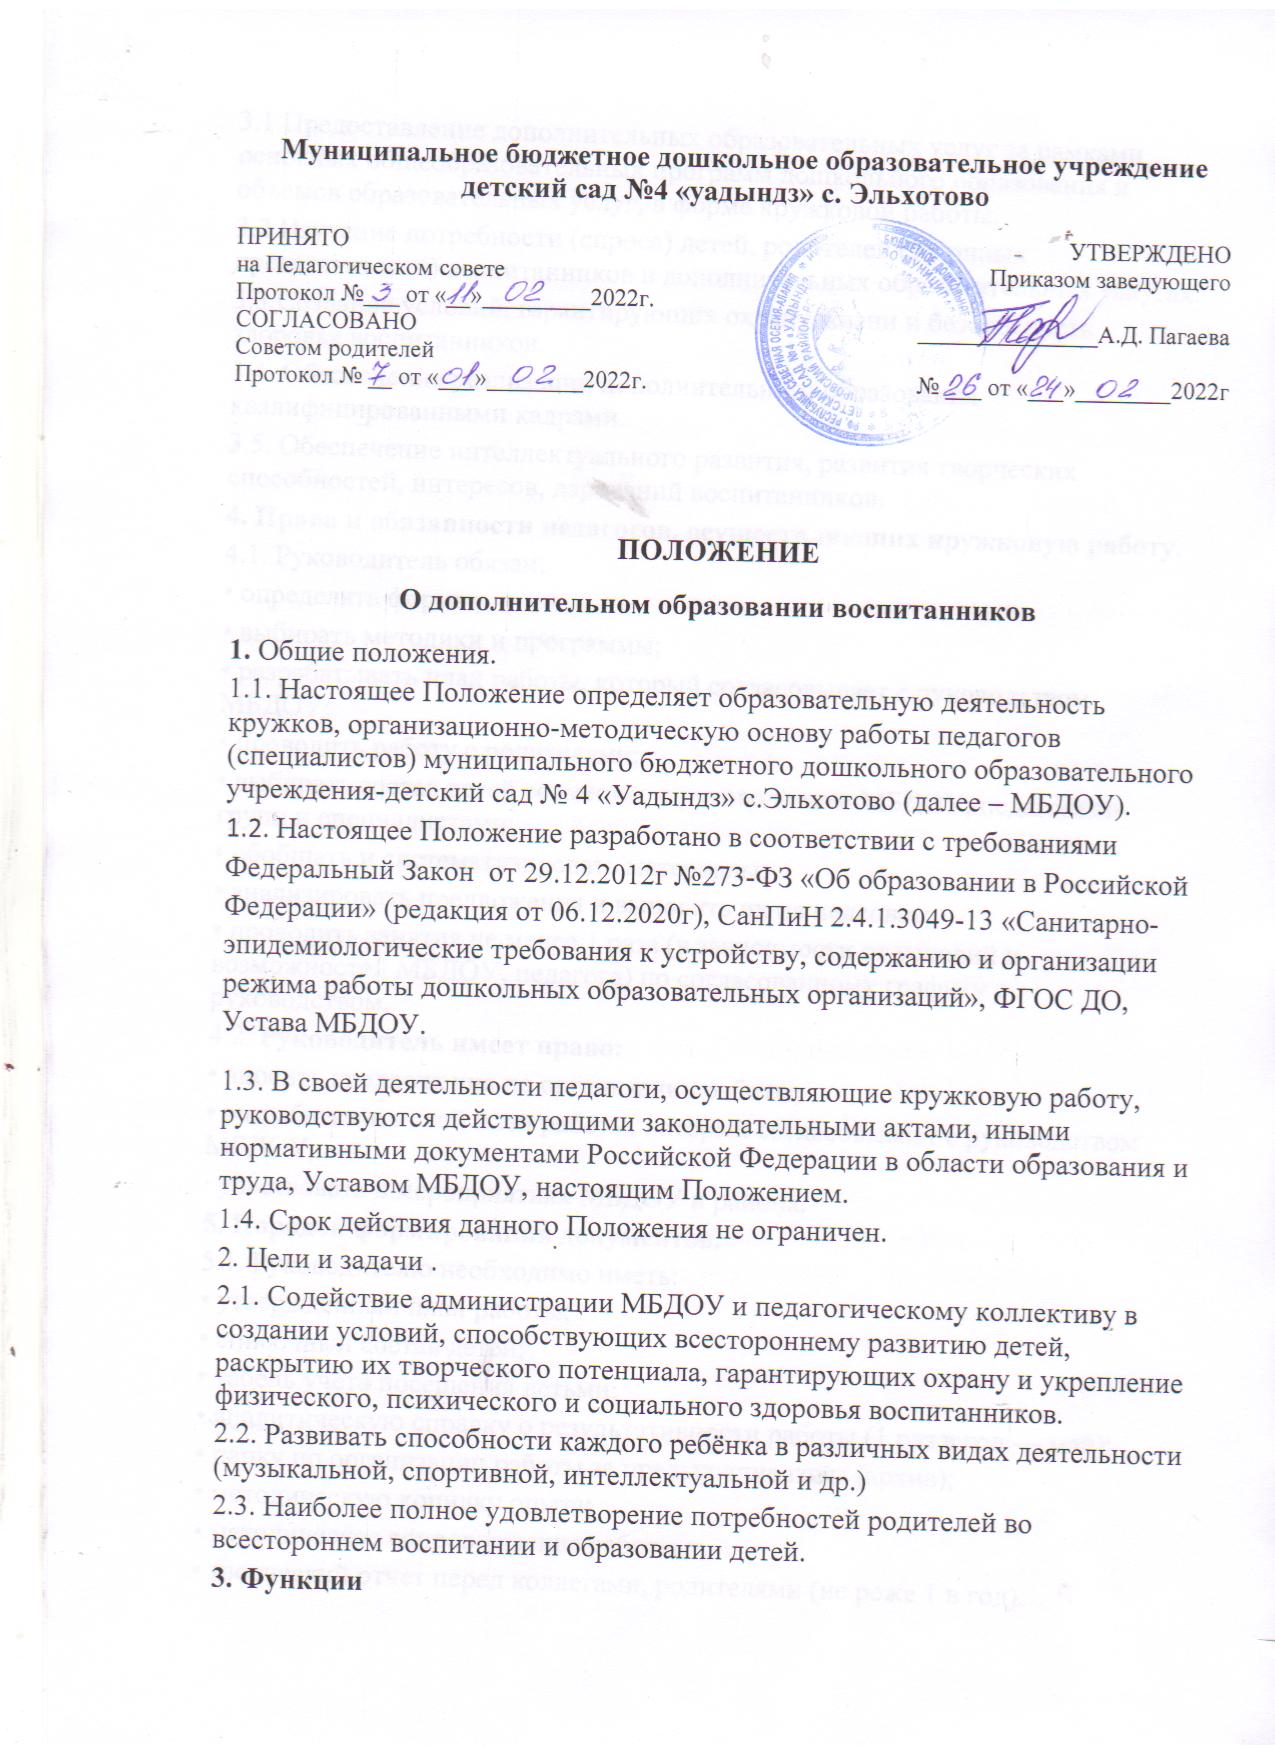 Муниципальное бюджетное дошкольное образовательное учреждение
детский сад №4 «уадындз» с. Эльхотово
ПРИНЯТО
на Педагогическом совете
Протокол № 3 от «11» 02 2022г.
СОГЛАСОВАНО
Советом родителей
Протокол № 7 от «01» 02 2022г.
УТВЕРЖДЕНО
Приказом заведующего
А.Д. Пагаева
№ 26 от «24» 02 2022г
ПОЛОЖЕНИЕ
О дополнительном образовании воспитанников
1. Общие положения.
1.1. Настоящее Положение определяет образовательную деятельность
кружков, организационно-методическую основу работы педагогов
(специалистов) муниципального бюджетного дошкольного образовательного
учреждения-детский сад № 4 «Уадындз» с.Эльхотово (далее – МБДОУ).
1.2. Настоящее Положение разработано в соответствии с требованиями
Федеральный Закон от 29.12.2012г №273-ФЗ «Об образовании в Российской
Федерации» (редакция от 06.12.2020г), СанПиН 2.4.1.3049-13 «Санитарно-
эпидемиологические требования к устройству, содержанию и организации
режима работы дошкольных образовательных организаций», ФГОС ДО,
Устава МБДОУ.
1.3. В своей деятельности педагоги, осуществляющие кружковую работу,
руководствуются действующими законодательными актами, иными
нормативными документами Российской Федерации в области образования и
труда, Уставом МБДОУ, настоящим Положением.
1.4. Срок действия данного Положения не ограничен.
2. Цели и задачи .
2.1. Содействие администрации МБДОУ и педагогическому коллективу в
создании условий, способствующих всестороннему развитию детей,
раскрытию их творческого потенциала, гарантирующих охрану и укрепление
физического, психического и социального здоровья воспитанников.
2.2. Развивать способности каждого ребёнка в различных видах деятельности
(музыкальной, спортивной, интеллектуальной и др.)
2.3. Наиболее полное удовлетворение потребностей родителей во
всестороннем воспитании и образовании детей.
3. Функции